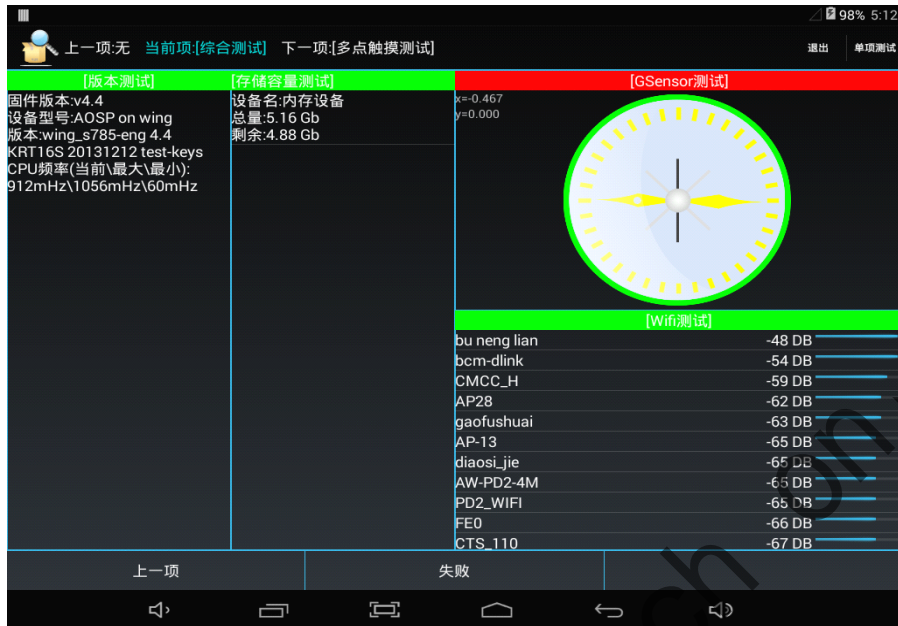 98% 5:12
上一项:无 当前项:[综合测试] 下一项:[多点触摸测试]
退出 单项测试
[版本测试]
固件版本:v4.4
设备型号:AOSP on wing
版本:wing_s785-eng 4.4
KRT16S 20131212 test-keys
CPU频率(当前\最大\最小):
912mHz\1056mHz\60mHz
[存储容量测试]
设备名:内存设备
总量:5.16 Gb
剩余:4.88 Gb
[GSensor测试]
x=-0.467
y=0.000
[Wifi测试]
bu neng lian -48 DB
bcm-dlink -54 DB
CMCC_H -59 DB
AP28 -62 DB
gaofushuai -63 DB
AP-13 -65 DB
diaosi_jie -65 DB
AW-PD2-4M -65 DB
PD2_WIFI -65 DB
FE0 -66 DB
CTS_110 -67 DB
上一项 失败
ch on